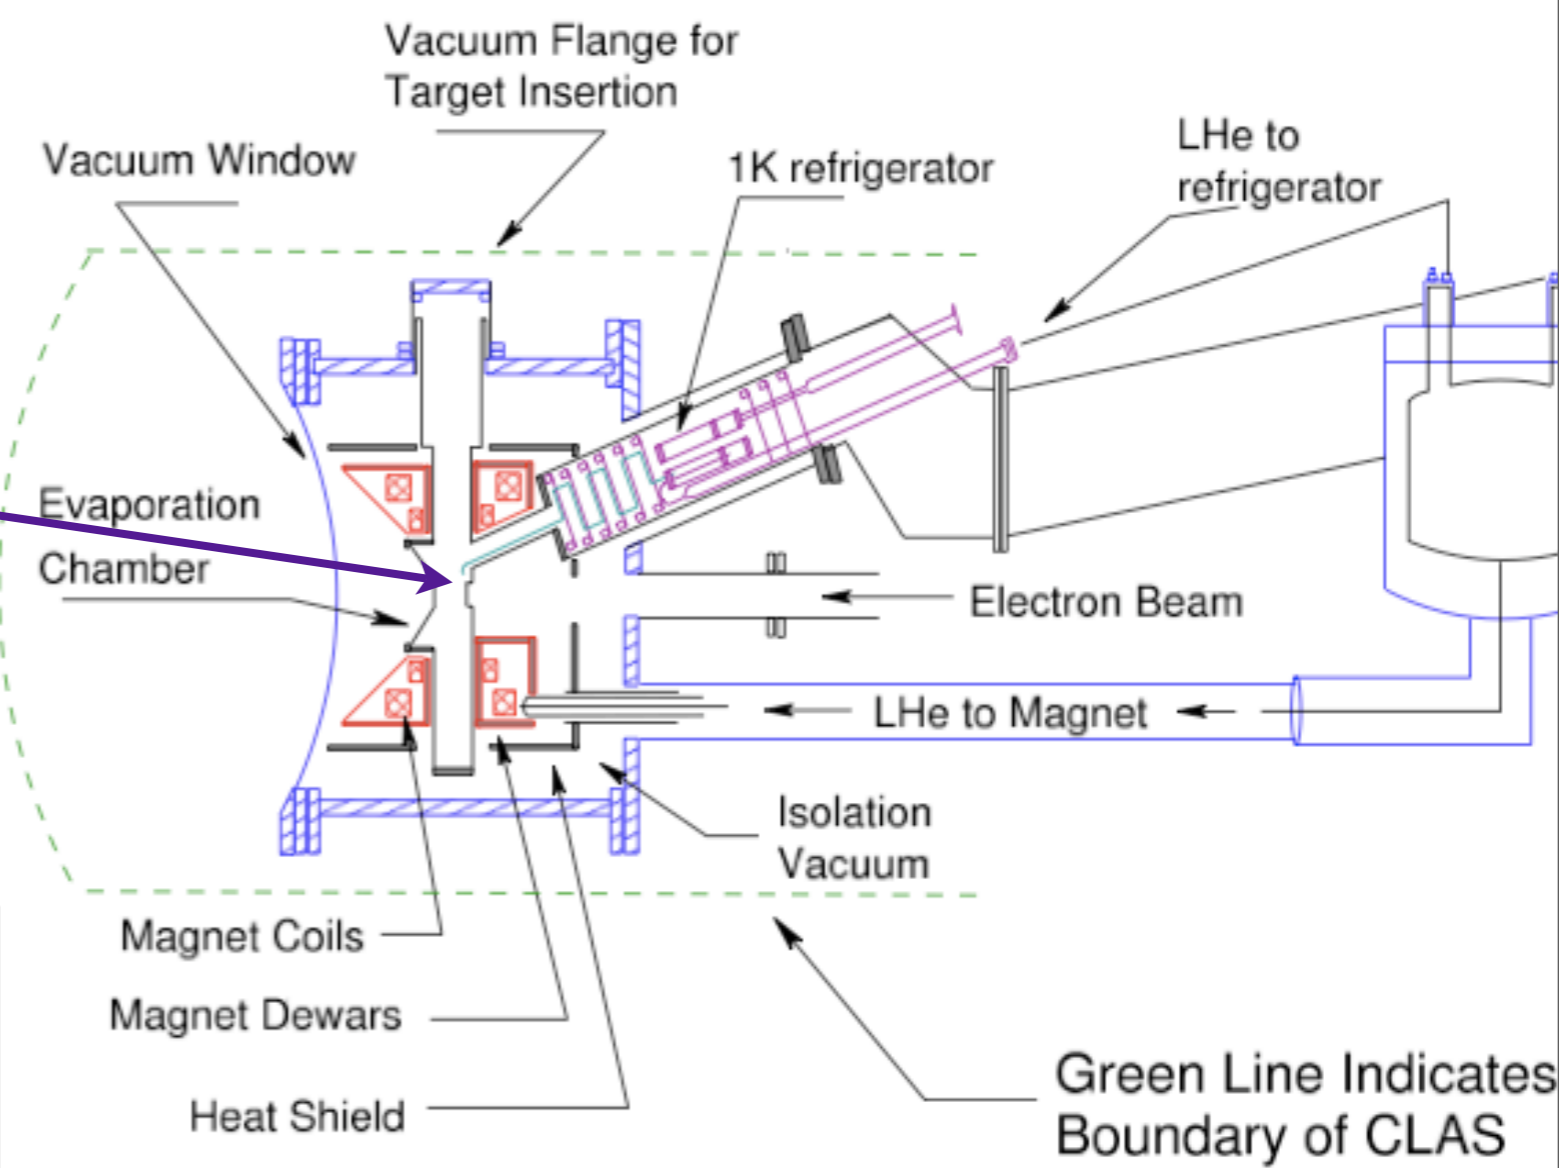 Vacuum Flange for
Target Insertion
Vacuum Window
1K refrigerator
LHe to
refrigerator
Evaporation
Chamber
Electron Beam
LHe to Magnet
Isolation
Vacuum
Magnet Coils
Magnet Dewars
Heat Shield
Green Line Indicates
Boundary of CLAS